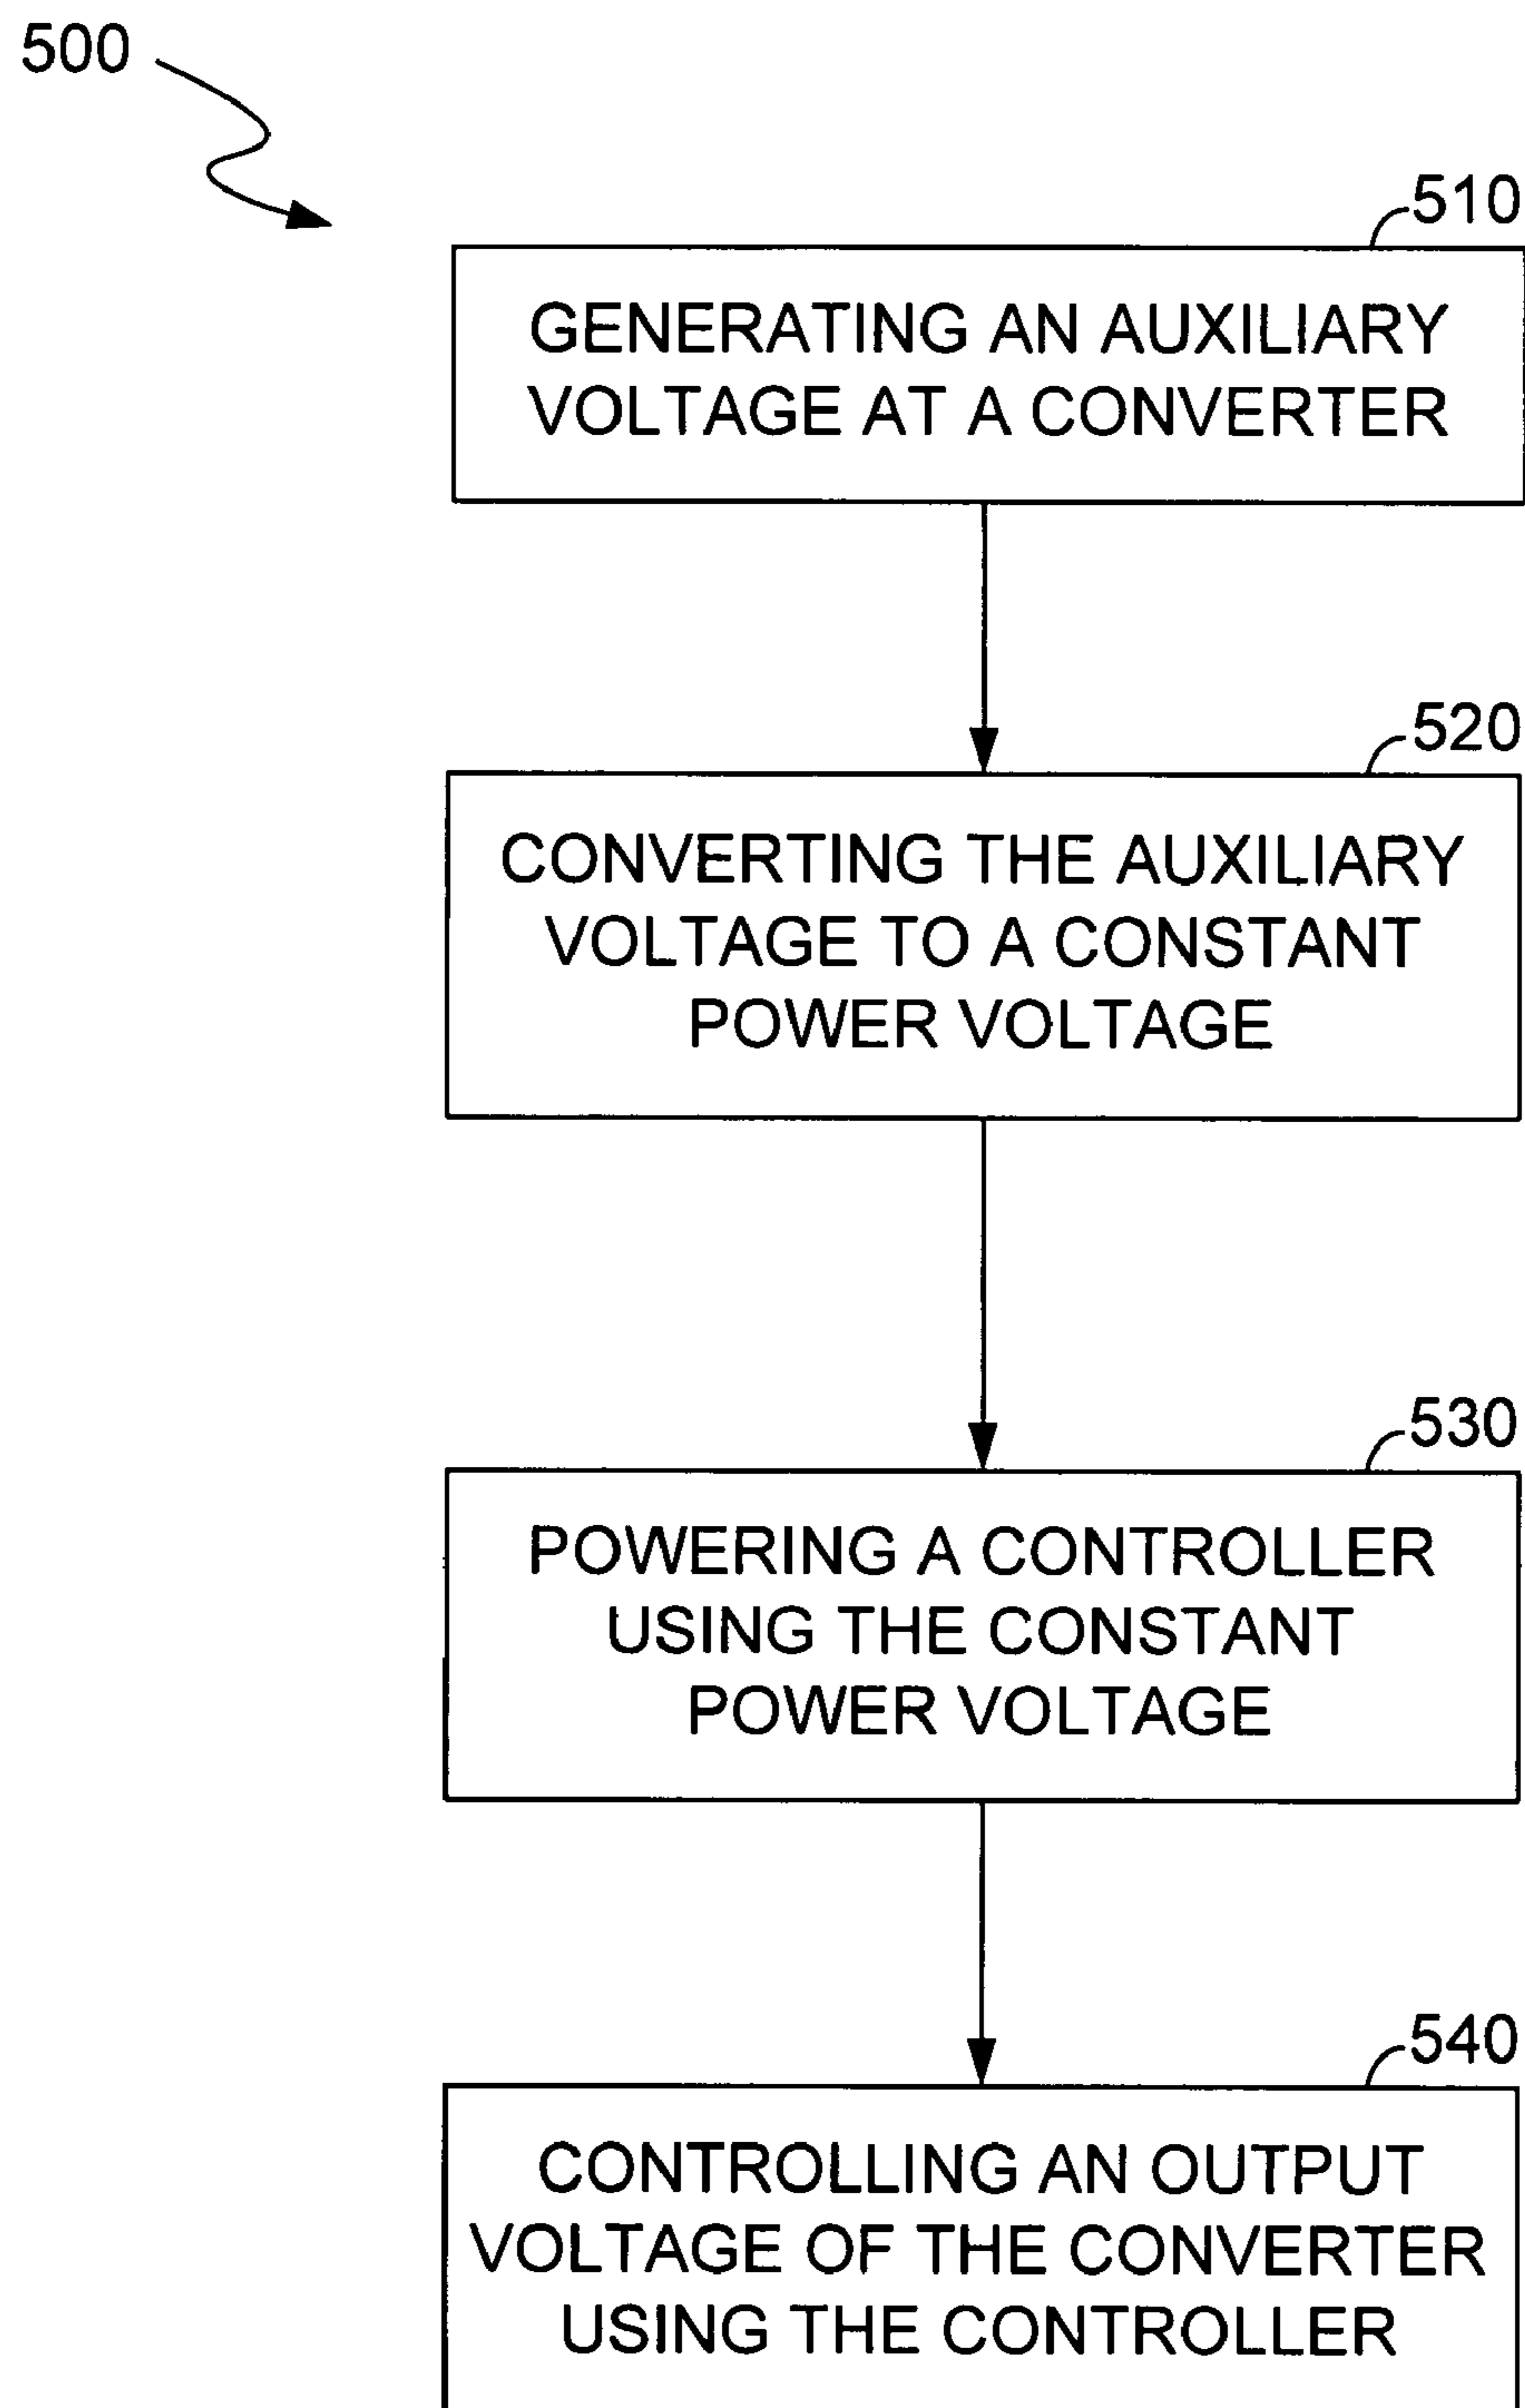 500
510
GENERATING AN AUXILIARY
VOLTAGE AT A CONVERTER
520
CONVERTING THE AUXILIARY
VOLTAGE TO A CONSTANT
POWER VOLTAGE
530
POWERING A CONTROLLER
USING THE CONSTANT
POWER VOLTAGE
540
CONTROLLING AN OUTPUT
VOLTAGE OF THE CONVERTER
USING THE CONTROLLER